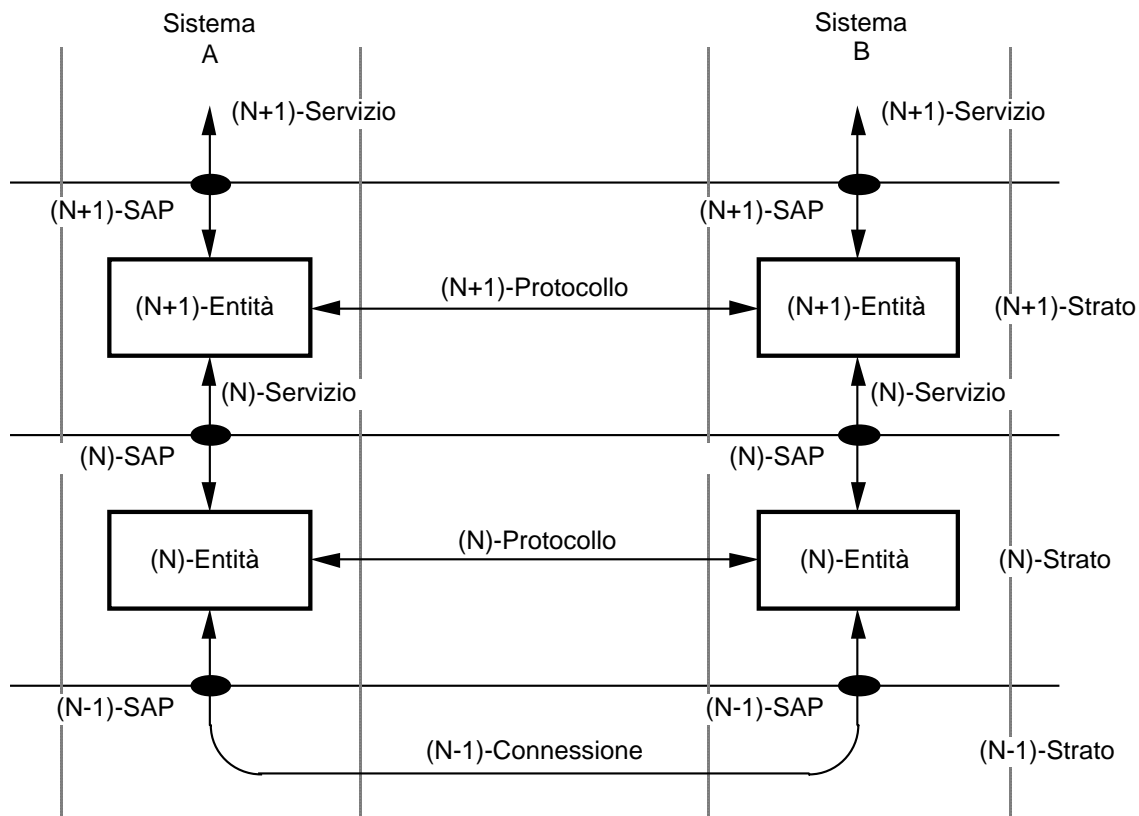 Sistema
A
Sistema
B
(N+1)-Servizio
(N+1)-Servizio
(N+1)-SAP
(N+1)-SAP
(N+1)-Entità
(N+1)-Protocollo
(N+1)-Entità
(N+1)-Strato
(N)-Servizio
(N)-Servizio
(N)-SAP
(N)-SAP
(N)-Entità
(N)-Protocollo
(N)-Entità
(N)-Strato
(N-1)-SAP
(N-1)-SAP
(N-1)-Connessione
(N-1)-Strato